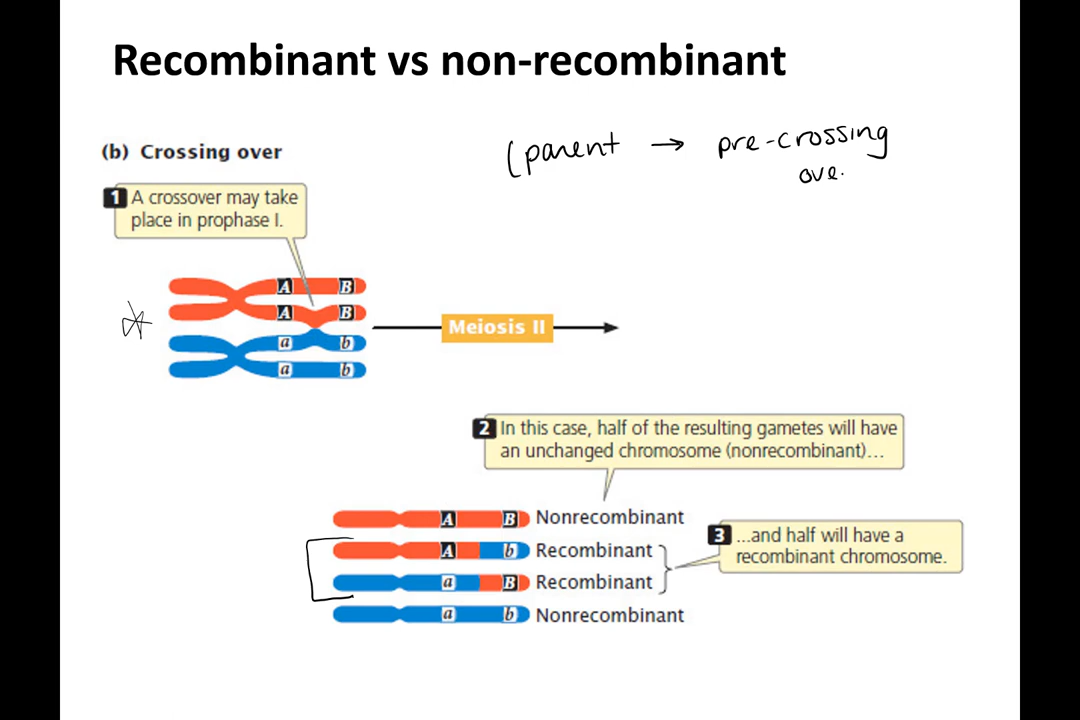 Recombinant vs non-recombinant
(parent → pre-crossing
ove.
(b) Crossing over
1 A crossover may take
place in prophase I.
A B
A B
a b
a b
Meiosis II
2 In this case, half of the resulting gametes will have
an unchanged chromosome (nonrecombinant)...
A B Nonrecombinant
A b Recombinant
a B Recombinant
a b Nonrecombinant
3 ...and half will have a
recombinant chromosome.